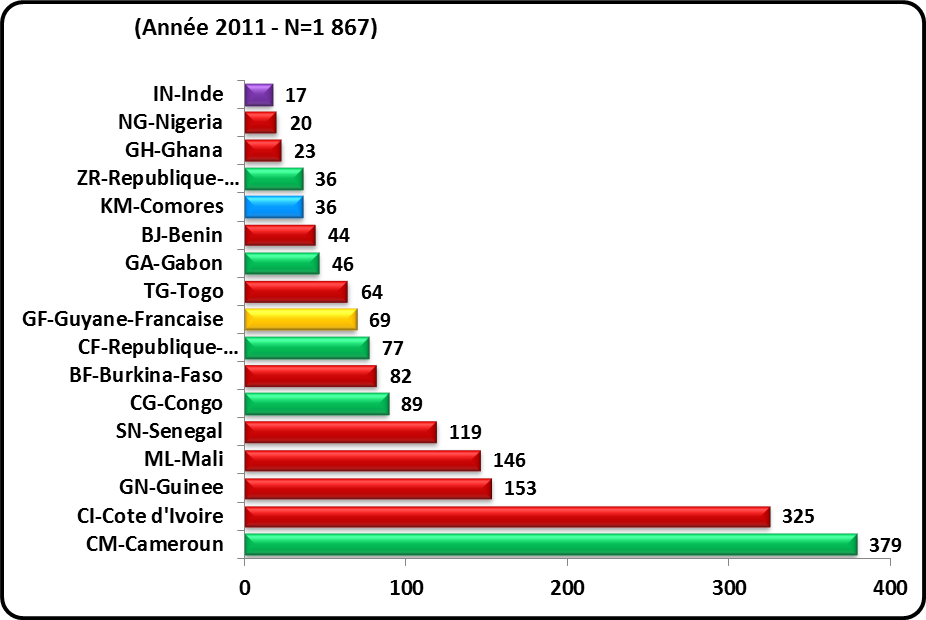 (Année 2011 - N=1 867)
IN-Inde 17
NG-Nigeria 20
GH-Ghana 23
ZR-Republique-... 36
KM-Comores 36
BJ-Benin 44
GA-Gabon 46
TG-Togo 64
GF-Guyane-Francaise 69
CF-Republique-... 77
BF-Burkina-Faso 82
CG-Congo 89
SN-Senegal 119
ML-Mali 146
GN-Guinee 153
CI-Cote d'Ivoire 325
CM-Cameroun 379
0 100 200 300 400